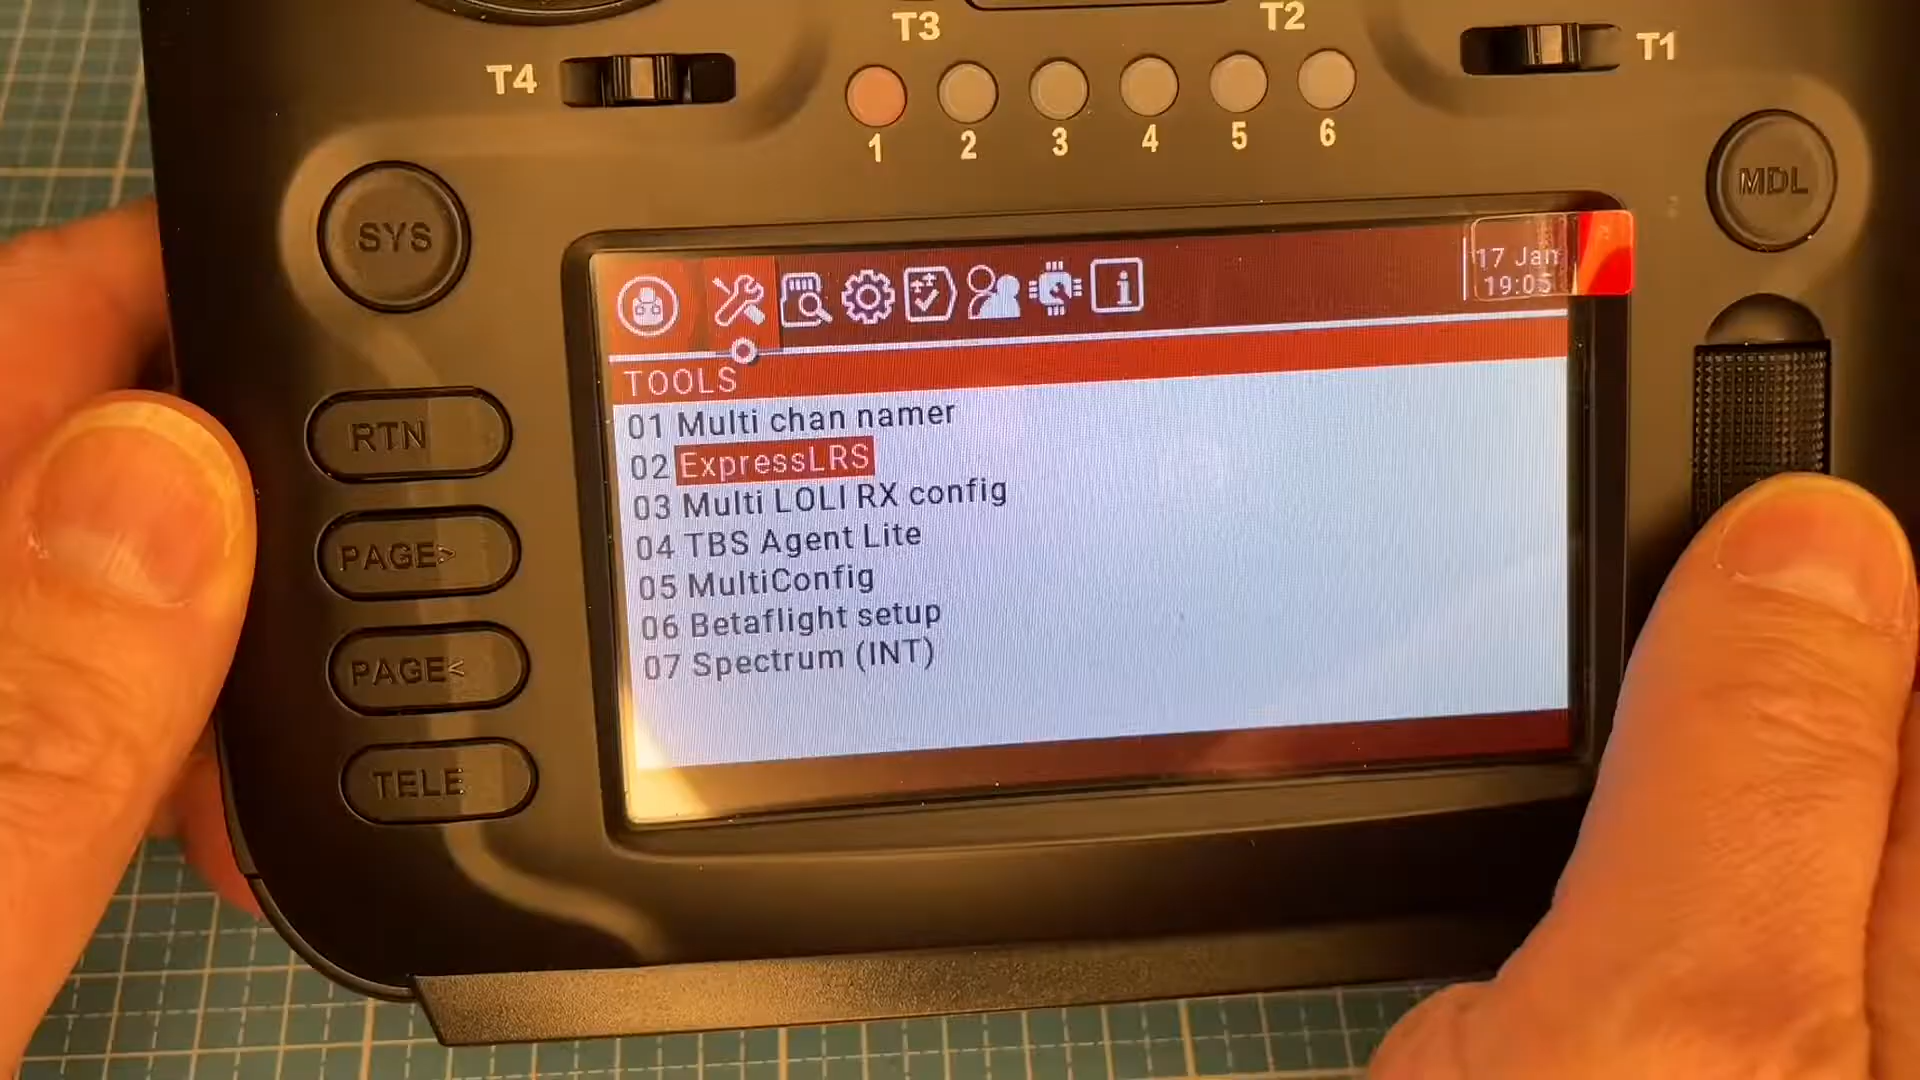 T3
T2
T4
T1
1 2 3 4 5 6
SYS
MDL
17 Jan
19:05
TOOLS
01 Multi chan namer
02 ExpressLRS
03 Multi LOLI RX config
04 TBS Agent Lite
05 MultiConfig
06 Betaflight setup
07 Spectrum (INT)
RTN
PAGE>
PAGE<
TELE